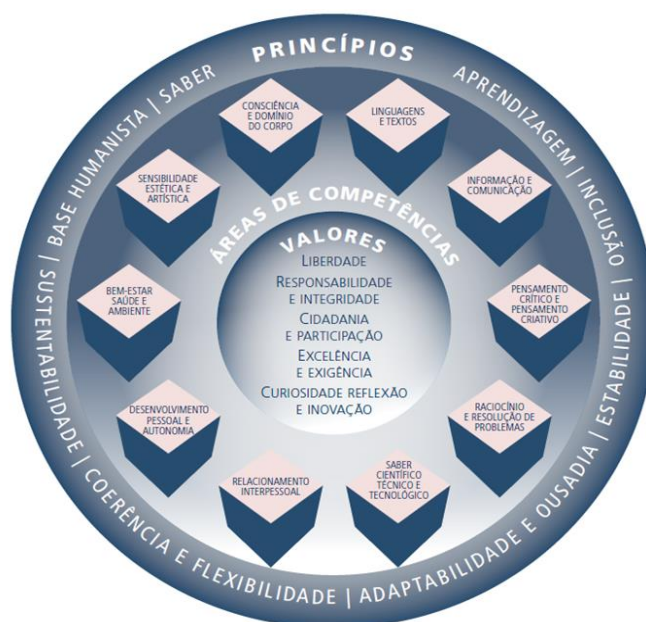 PRINCÍPIOS
BASE HUMANISTA | SABER
APRENDIZAGEM | INCLUSÃO |
ESTABILIDADE |
ADAPTABILIDADE E OUSADIA |
COERÊNCIA E FLEXIBILIDADE |
SUSTENTABILIDADE |
CONSCIÊNCIA
E DOMÍNIO
DO CORPO
LINGUAGENS
E TEXTOS
SENSIBILIDADE
ESTÉTICA E
ARTÍSTICA
INFORMAÇÃO E
COMUNICAÇÃO
BEM-ESTAR
SAÚDE E
AMBIENTE
PENSAMENTO
CRÍTICO E
PENSAMENTO
CRIATIVO
DESENVOLVIMENTO
PESSOAL E
AUTONOMIA
RACIOCÍNIO
E RESOLUÇÃO DE
PROBLEMAS
RELACIONAMENTO
INTERPESSOAL
SABER
CIENTÍFICO
TÉCNICO E
TECNOLÓGICO
ÁREAS DE COMPETÊNCIAS
VALORES
LIBERDADE
RESPONSABILIDADE
E INTEGRIDADE
CIDADANIA
E PARTICIPAÇÃO
EXCELÊNCIA
E EXIGÊNCIA
CURIOSIDADE REFLEXÃO
E INOVAÇÃO